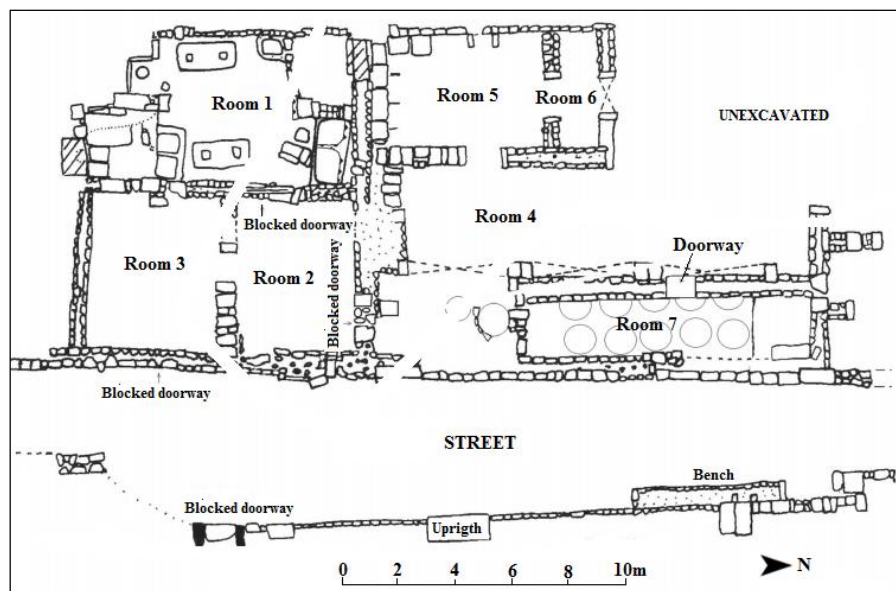 Room 1
Room 5
Room 6
UNEXCAVATED
Blocked doorway
Room 4
Room 3
Room 2
Blocked doorway
Doorway
Room 7
Blocked doorway
STREET
Bench
Blocked doorway
Uprigth
0 2 4 6 8 10m
N